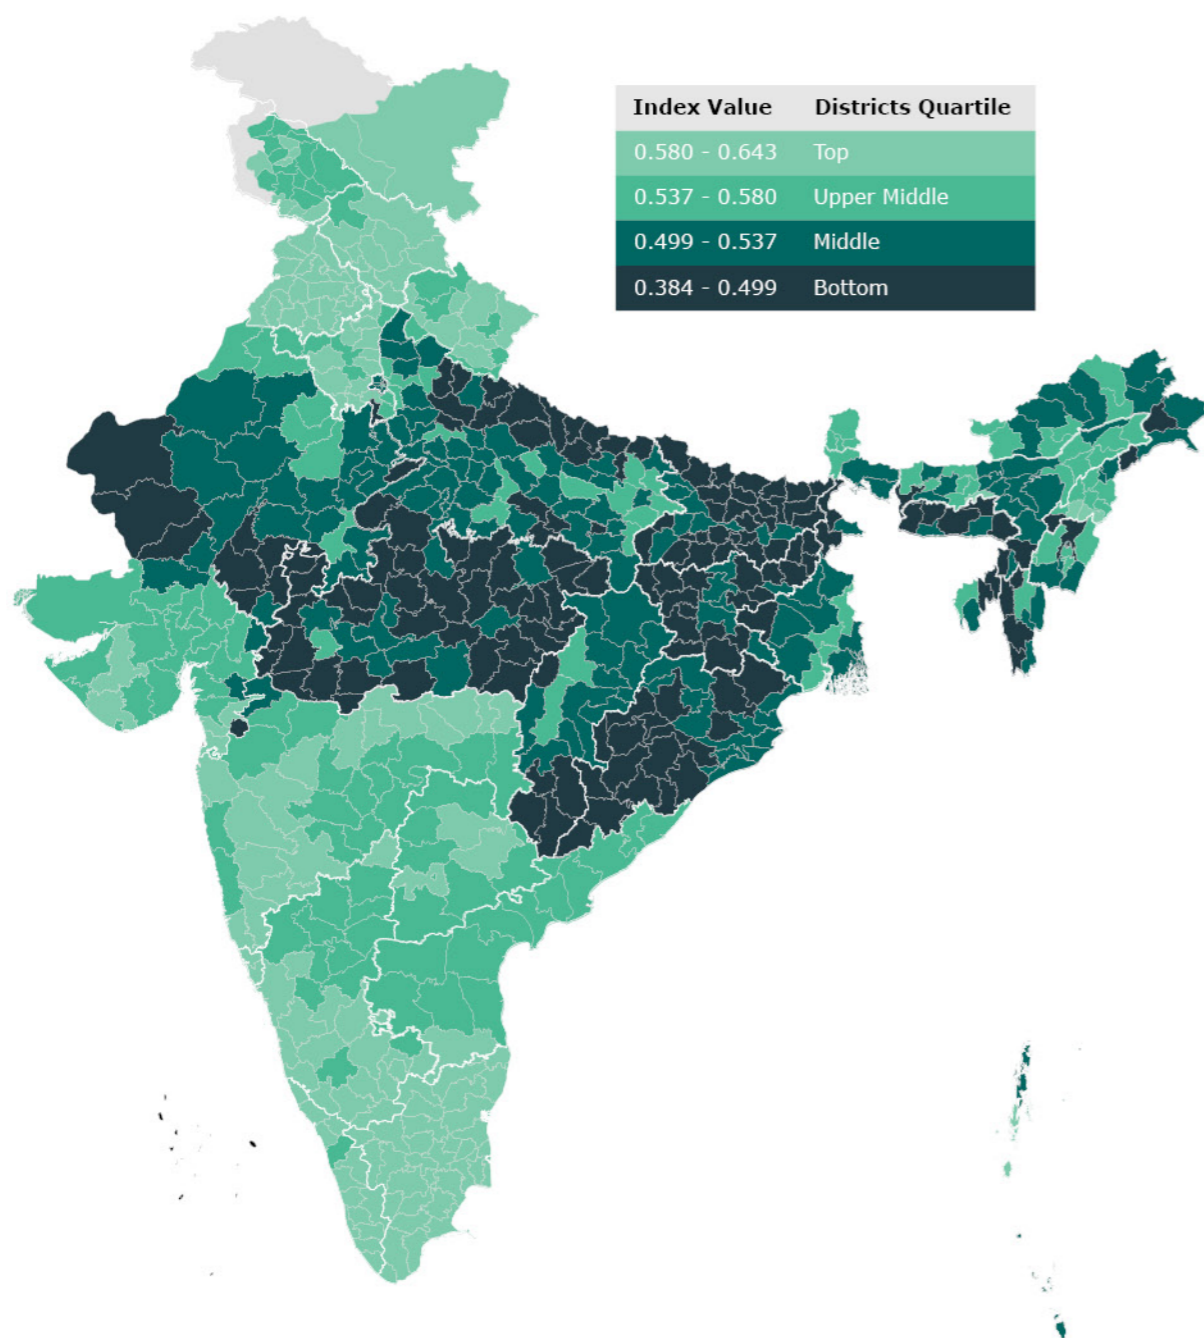 Index Value Districts Quartile
0.580 - 0.643 Top
0.537 - 0.580 Upper Middle
0.499 - 0.537 Middle
0.384 - 0.499 Bottom